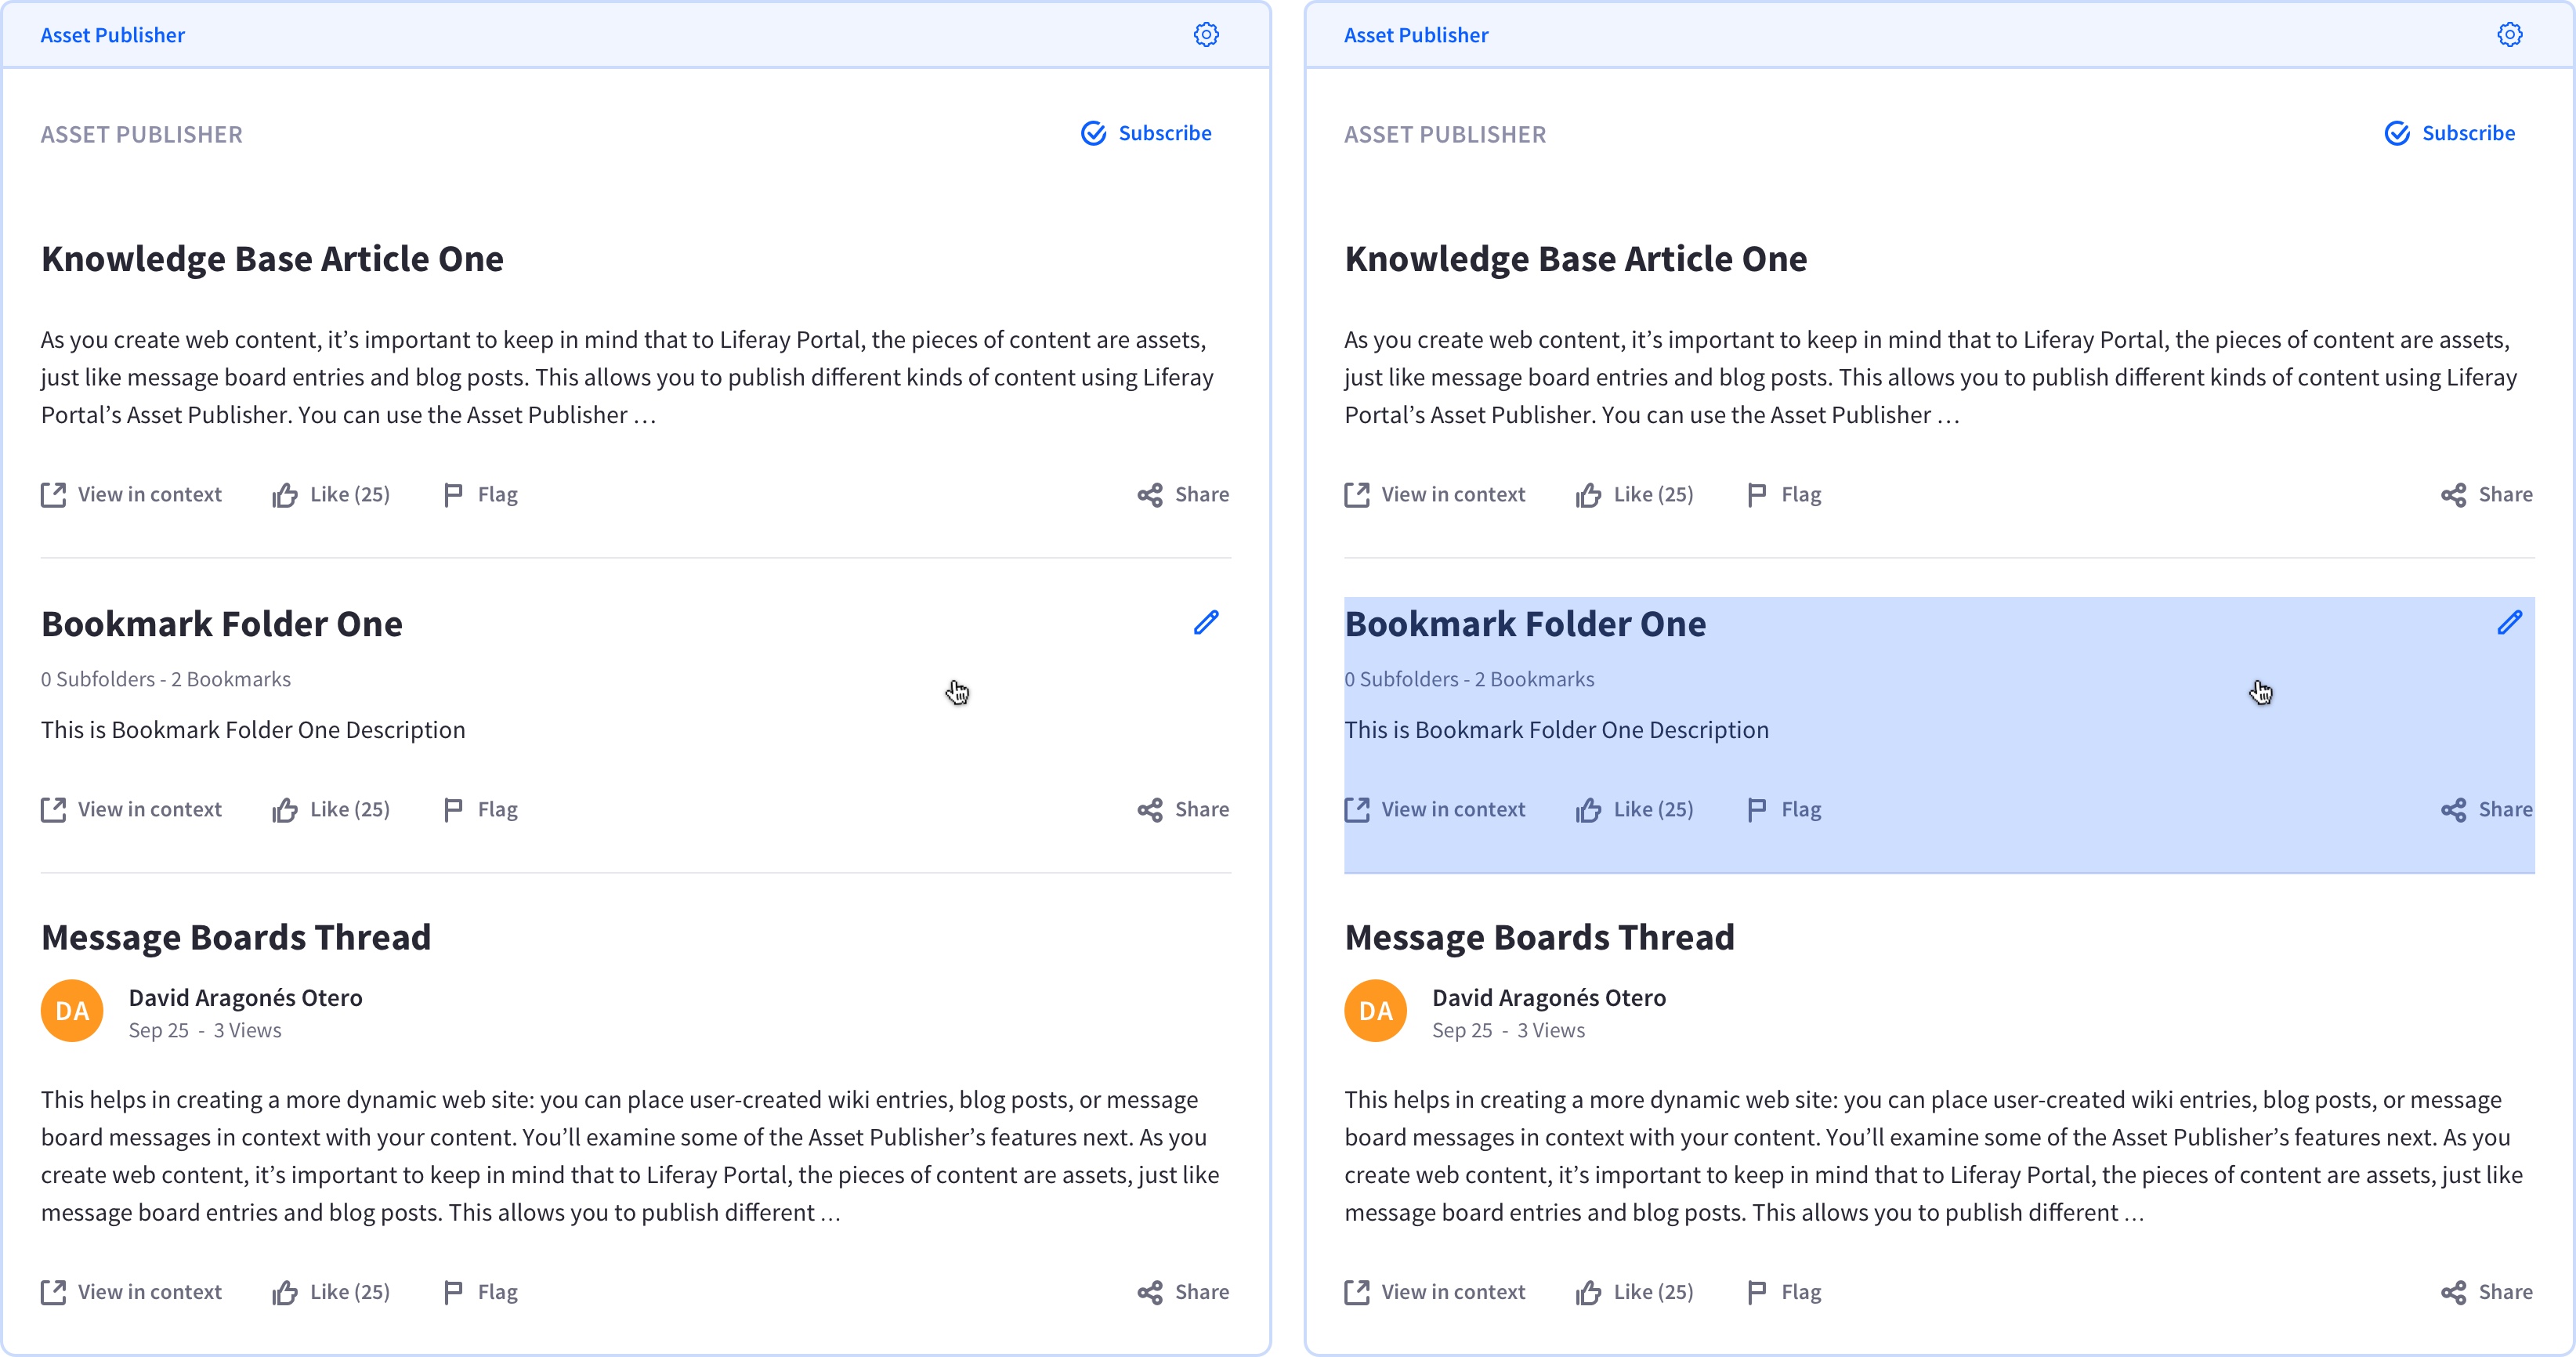 Asset Publisher
ASSET PUBLISHER
Subscribe
Knowledge Base Article One
As you create web content, it’s important to keep in mind that to Liferay Portal, the pieces of content are assets,
just like message board entries and blog posts. This allows you to publish different kinds of content using Liferay
Portal’s Asset Publisher. You can use the Asset Publisher …
View in context Like (25) Flag Share
Bookmark Folder One
0 Subfolders - 2 Bookmarks
This is Bookmark Folder One Description
View in context Like (25) Flag Share
Message Boards Thread
DA
David Aragonés Otero
Sep 25 - 3 Views
This helps in creating a more dynamic web site: you can place user-created wiki entries, blog posts, or message
board messages in context with your content. You’ll examine some of the Asset Publisher’s features next. As you
create web content, it’s important to keep in mind that to Liferay Portal, the pieces of content are assets, just like
message board entries and blog posts. This allows you to publish different …
View in context Like (25) Flag Share
Asset Publisher
ASSET PUBLISHER
Subscribe
Knowledge Base Article One
As you create web content, it’s important to keep in mind that to Liferay Portal, the pieces of content are assets,
just like message board entries and blog posts. This allows you to publish different kinds of content using Liferay
Portal’s Asset Publisher. You can use the Asset Publisher …
View in context Like (25) Flag Share
Bookmark Folder One
0 Subfolders - 2 Bookmarks
This is Bookmark Folder One Description
View in context Like (25) Flag Share
Message Boards Thread
DA
David Aragonés Otero
Sep 25 - 3 Views
This helps in creating a more dynamic web site: you can place user-created wiki entries, blog posts, or message
board messages in context with your content. You’ll examine some of the Asset Publisher’s features next. As you
create web content, it’s important to keep in mind that to Liferay Portal, the pieces of content are assets, just like
message board entries and blog posts. This allows you to publish different …
View in context Like (25) Flag Share